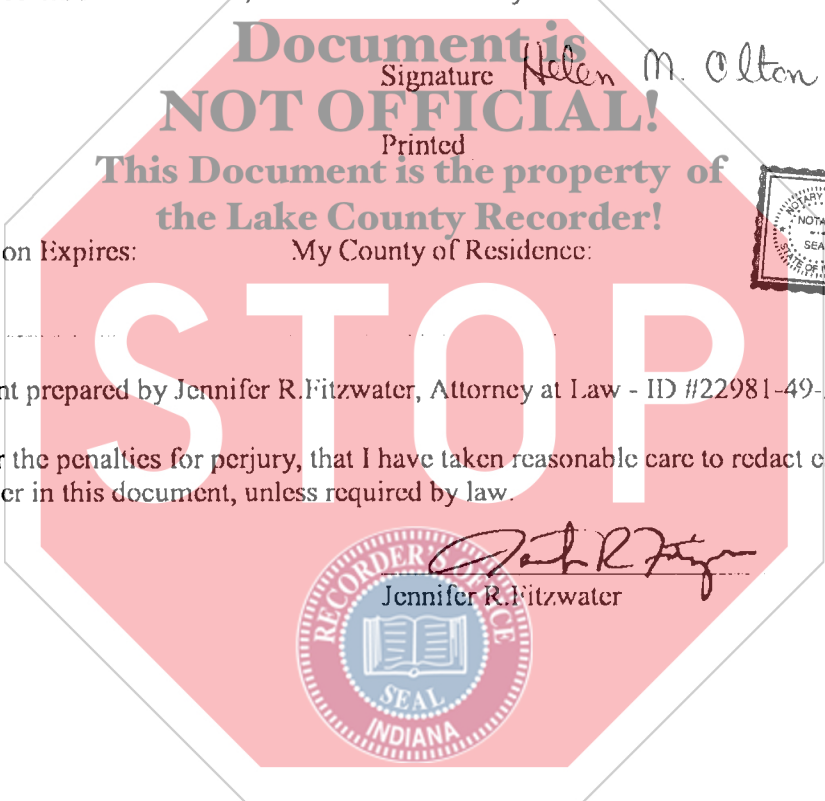 Document is
Signature Helen M. Olton
NOT OFFICIAL!
Printed
This Document is the property of
the Lake County Recorder!
NOTARY
SEAL
on Expires: My County of Residence:
STOP
nt prepared by Jennifer R.Fitzwater, Attorney at Law - ID #22981-49-
r the penalties for perjury, that I have taken reasonable care to redact e
er in this document, unless required by law.
Jennifer R.Fitzwater
RECORDER'S OFFICE
SEAL
INDIANA